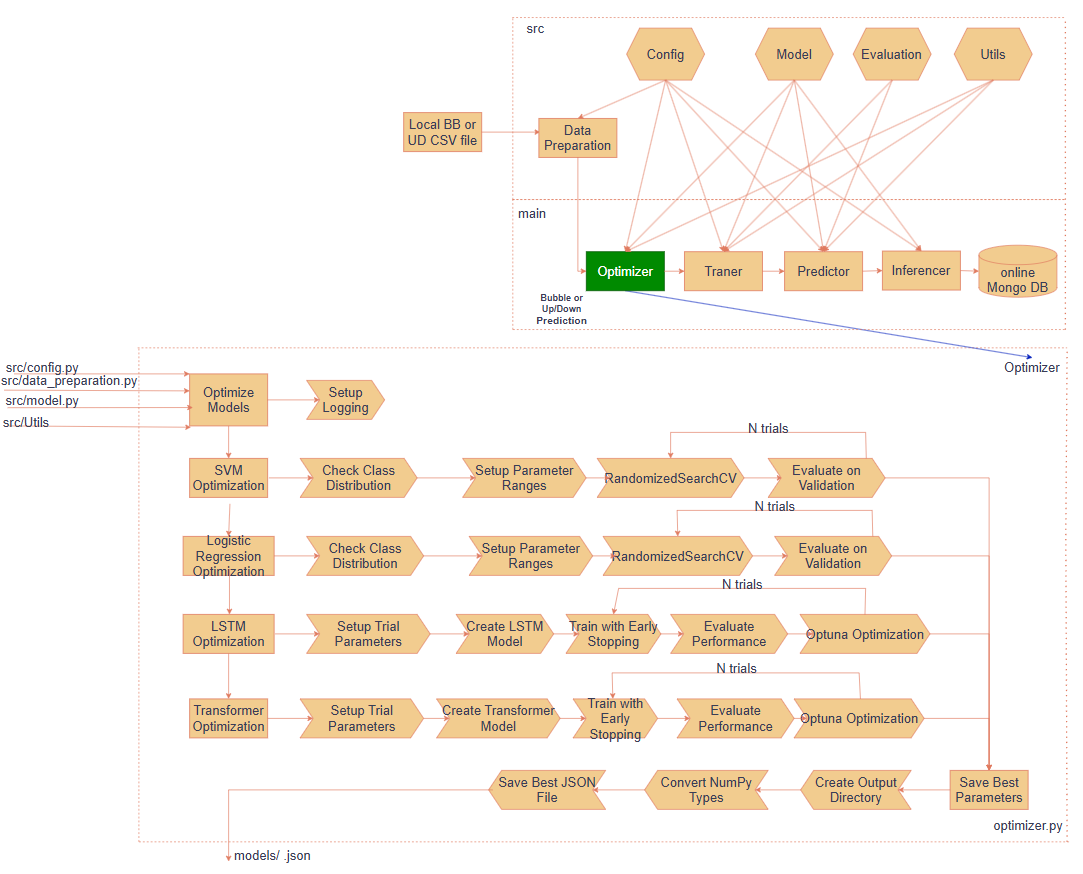 src
Config
Model
Evaluation
Utils
Local BB or
UD CSV file
Data
Preparation
main
Optimizer
Traner
Predictor
Inferencer
online
Mongo DB
Bubble or
Up/Down
Prediction
Optimizer
src/config.py
src/data_preparation.py
src/model.py
src/Utils
Optimize
Models
Setup
Logging
N trials
SVM
Optimization
Check Class
Distribution
Setup Parameter
Ranges
RandomizedSearchCV
Evaluate on
Validation
N trials
Logistic
Regression
Optimization
Check Class
Distribution
Setup Parameter
Ranges
RandomizedSearchCV
Evaluate on
Validation
N trials
LSTM
Optimization
Setup Trial
Parameters
Create LSTM
Model
Train with Early
Stopping
Evaluate
Performance
Optuna Optimization
N trials
Transformer
Optimization
Setup Trial
Parameters
Create Transformer
Model
Train with
Early
Stopping
Evaluate
Performance
Optuna Optimization
Save Best JSON
File
Convert NumPy
Types
Create Output
Directory
Save Best
Parameters
optimizer.py
models/ .json